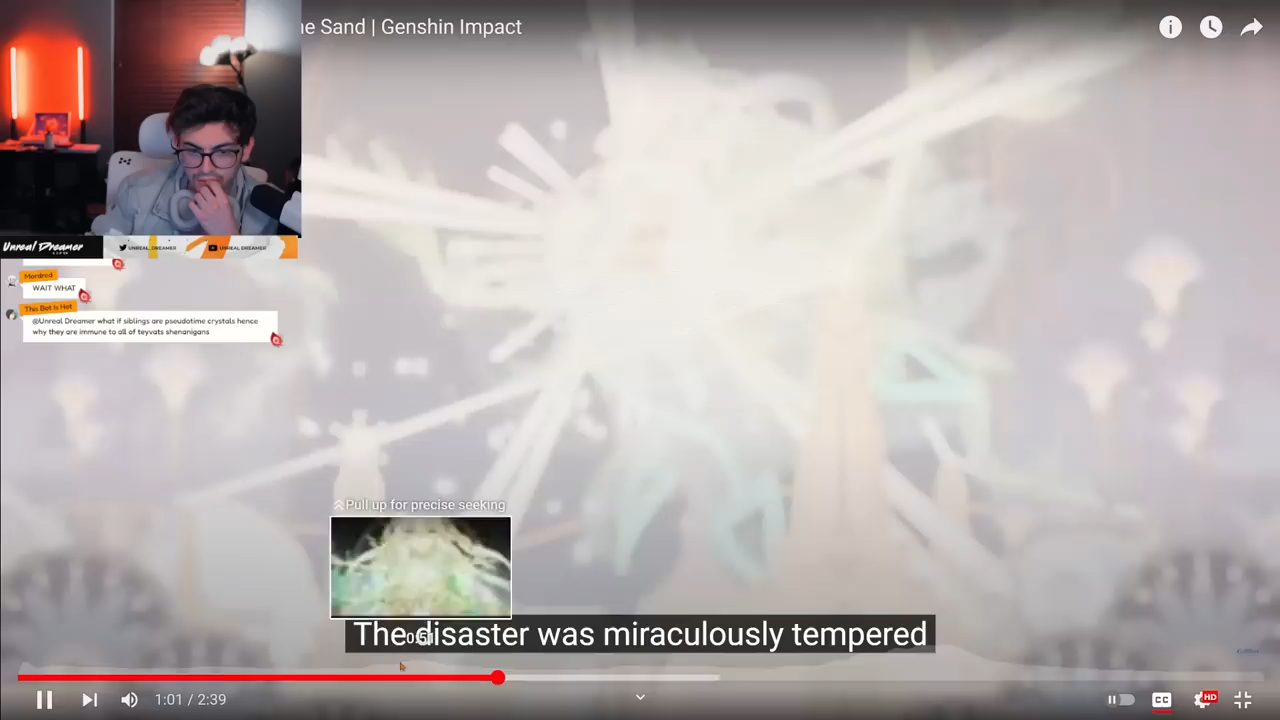 ne Sand | Genshin Impact
Unreal Dreamer
UNREAL_DREAMER
UNREAL DREAMER
Mordred
WAIT WHAT
This Bot Is Hot
@Unreal Dreamer what if siblings are pseudotime crystals hence
why they are immune to all of teyvats shenanigans
Pull up for precise seeking
The disaster was miraculously tempered
1:01 / 2:39
CC
HD